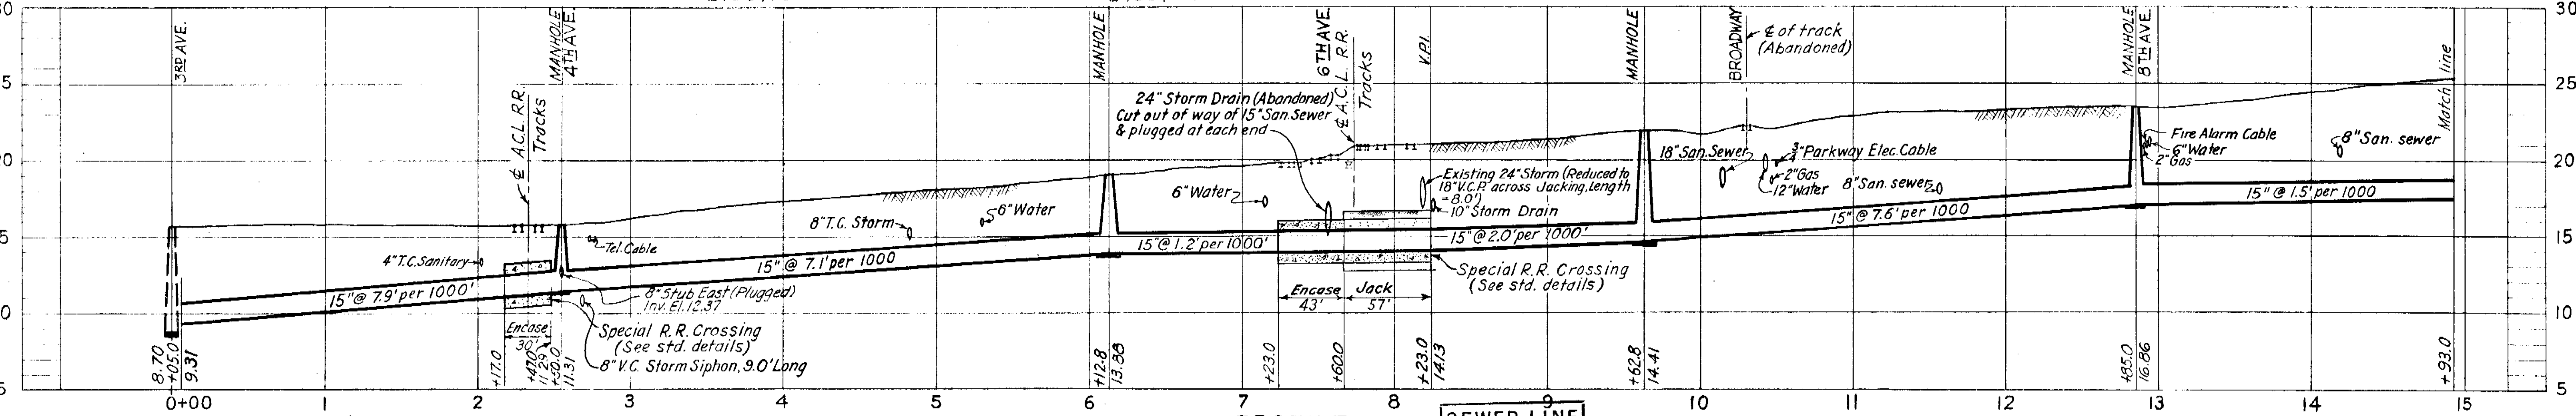 30
5
20
5
0
5
3RD AVE.
¢ A.C.L. R.R.
Tracks
MANHOLE
4TH AVE.
MANHOLE
6TH AVE.
¢ A.C.L. R.R.
Tracks
V.P.I.
MANHOLE
BROADWAY
¢ of track
(Abandoned)
MANHOLE
8TH AVE.
Match line
30
25
20
15
10
5
24" Storm Drain (Abandoned)
Cut out of way of 15" San. Sewer
& plugged at each end
4" T.C. Sanitary
Tel. Cable
8" T.C. Storm
6" Water
6" Water
Existing 24" Storm (Reduced to
18" V.C.P. across Jacking, length
= 8.0')
10" Storm Drain
18" San. Sewer
3/4" Parkway Elec. Cable
2" Gas
12" Water
8" San. sewer
Fire Alarm Cable
6" Water
2" Gas
8" San. sewer
15" @ 7.9' per 1000'
15" @ 7.1' per 1000
15" @ 1.2' per 1000'
15" @ 2.0' per 1000'
15" @ 7.6' per 1000
15" @ 1.5' per 1000
8" Stub East (Plugged)
Inv. El. 12.37
Special R.R. Crossing
(See std. details)
8" V.C. Storm Siphon, 9.0' Long
Encase
30'
Encase
43'
Jack
57'
Special R.R. Crossing
(See std. details)
8.70
+05.0
9.31
+17.0
+47.0
11.29
+50.0
11.31
+12.8
13.88
+23.0
+60.0
+23.0
14.13
+62.8
14.41
+85.0
16.86
+93.0
0+00
1
2
3
4
5
6
7
8
9
10
11
12
13
14
15
SEWER LINE